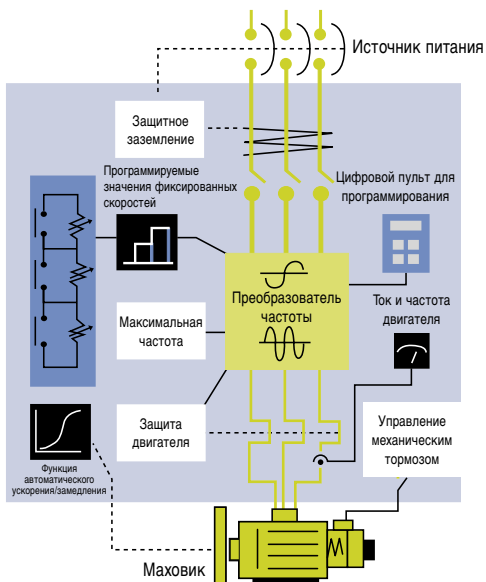 Источник питания
Защитное
заземление
Программируемые
значения фиксированных
скоростей
Цифровой пульт для
программирования
Преобразователь
частоты
Максимальная
частота
Ток и частота
двигателя
Защита
двигателя
Управление
механическим
тормозом
Функция
автоматического
ускорения/замедления
Маховик